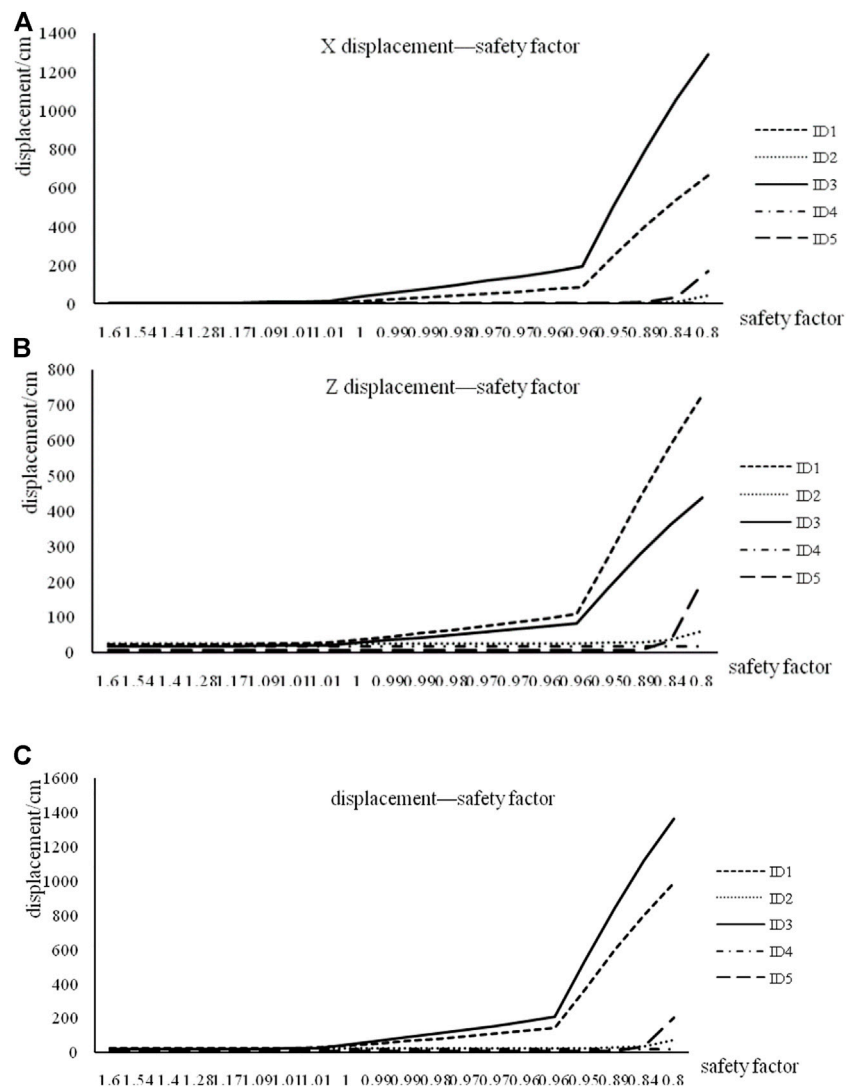 A
X displacement—safety factor
displacement/cm
1400
1200
1000
800
600
400
200
0
1.6 1.54 1.4 1.28 1.17 1.09 1.01 1.01 1 0.99 0.99 0.98 0.97 0.97 0.96 0.96 0.95 0.89 0.84 0.8
safety factor
ID1
ID2
ID3
ID4
ID5
B
Z displacement—safety factor
displacement/cm
800
700
600
500
400
300
200
100
0
1.6 1.54 1.4 1.28 1.17 1.09 1.01 1.01 1 0.99 0.99 0.98 0.97 0.97 0.96 0.96 0.95 0.89 0.84 0.8
safety factor
ID1
ID2
ID3
ID4
ID5
C
displacement—safety factor
displacement/cm
1600
1400
1200
1000
800
600
400
200
0
1.6 1.54 1.4 1.28 1.17 1.09 1.01 1.01 1 0.99 0.99 0.98 0.97 0.97 0.96 0.96 0.95 0.89 0.84 0.8
safety factor
ID1
ID2
ID3
ID4
ID5